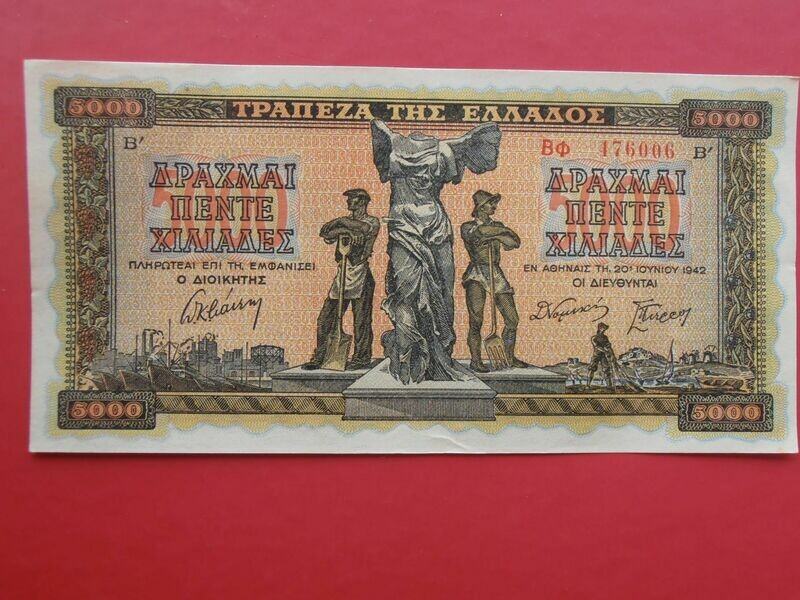 5000
ΤΡΑΠΕΖΑ ΤΗΣ ΕΛΛΑΔΟΣ
5000
Β′
ΒΦ 176006 Β′
ΔΡΑΧΜΑΙ
ΠΕΝΤΕ
ΧΙΛΙΑΔΕΣ
ΠΛΗΡΩΤΕΑΙ ΕΠΙ ΤΗ, ΕΜΦΑΝΙΣΕΙ
Ο ΔΙΟΙΚΗΤΗΣ
ΔΡΑΧΜΑΙ
ΠΕΝΤΕ
ΧΙΛΙΑΔΕΣ
ΕΝ ΑΘΗΝΑΙΣ ΤΗ, 20ῌ ΙΟΥΝΙΟΥ 1942
ΟΙ ΔΙΕΥΘΥΝΤΑΙ
5000
5000